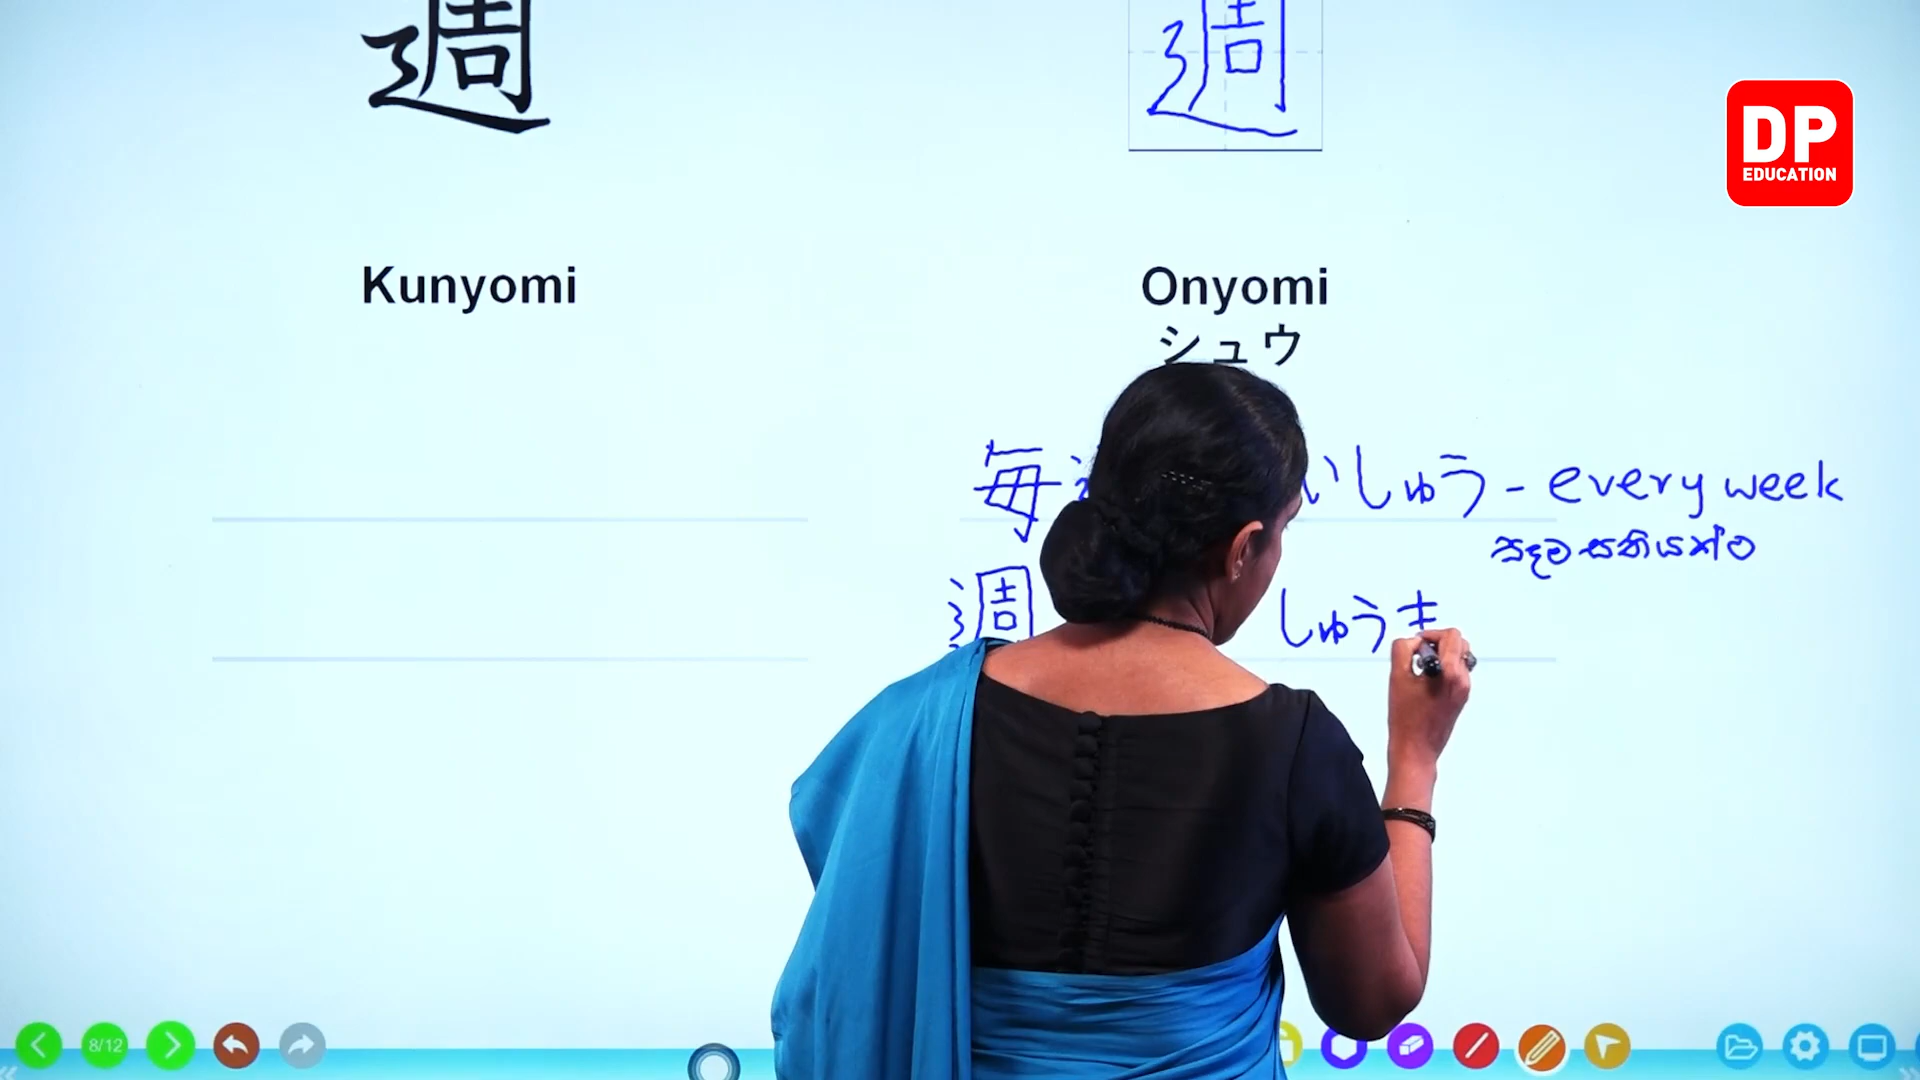 週 週
DP
EDUCATION
Kunyomi Onyomi
シュウ
毎 いしゅう - every week
සෑම සතියකම
週 しゅうま
8/12